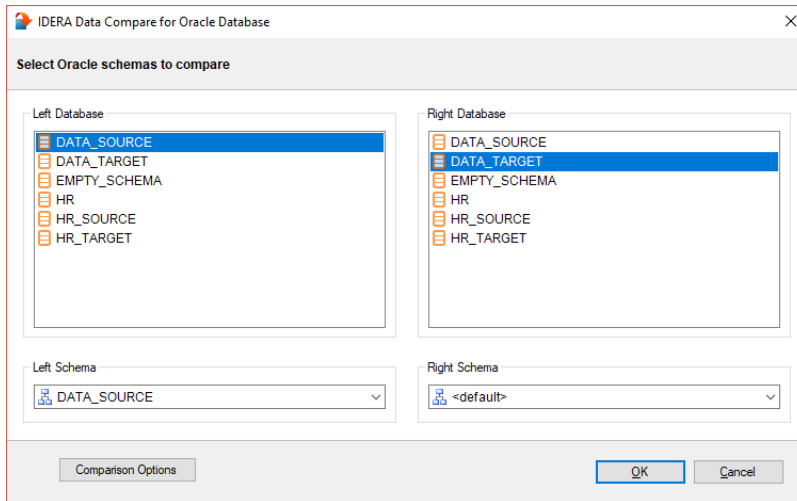 IDERA Data Compare for Oracle Database
Select Oracle schemas to compare
Left Database
DATA_SOURCE
DATA_TARGET
EMPTY_SCHEMA
HR
HR_SOURCE
HR_TARGET
Right Database
DATA_SOURCE
DATA_TARGET
EMPTY_SCHEMA
HR
HR_SOURCE
HR_TARGET
Left Schema
DATA_SOURCE
Right Schema
<default>
Comparison Options
OK
Cancel